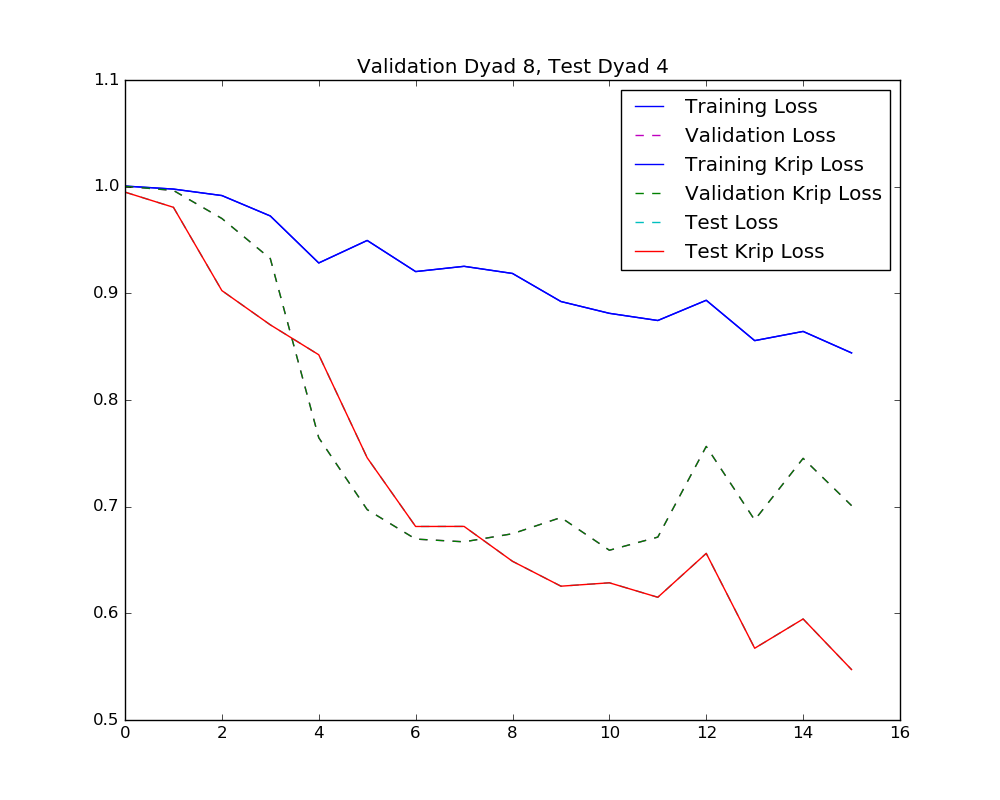 Validation Dyad 8, Test Dyad 4
1.1
1.0
0.9
0.8
0.7
0.6
0.5
0 2 4 6 8 10 12 14 16
Training Loss
Validation Loss
Training Krip Loss
Validation Krip Loss
Test Loss
Test Krip Loss